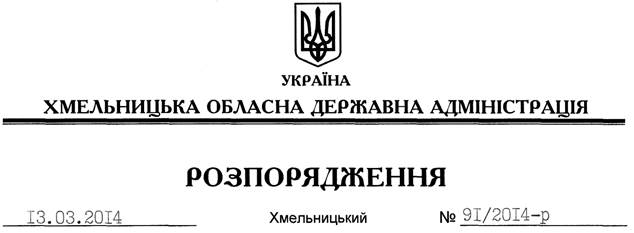 УКРАЇНА
ХМЕЛЬНИЦЬКА ОБЛАСНА ДЕРЖАВНА АДМІНІСТРАЦІЯ
РОЗПОРЯДЖЕННЯ
13.03.2014 Хмельницький № 91/2014-р